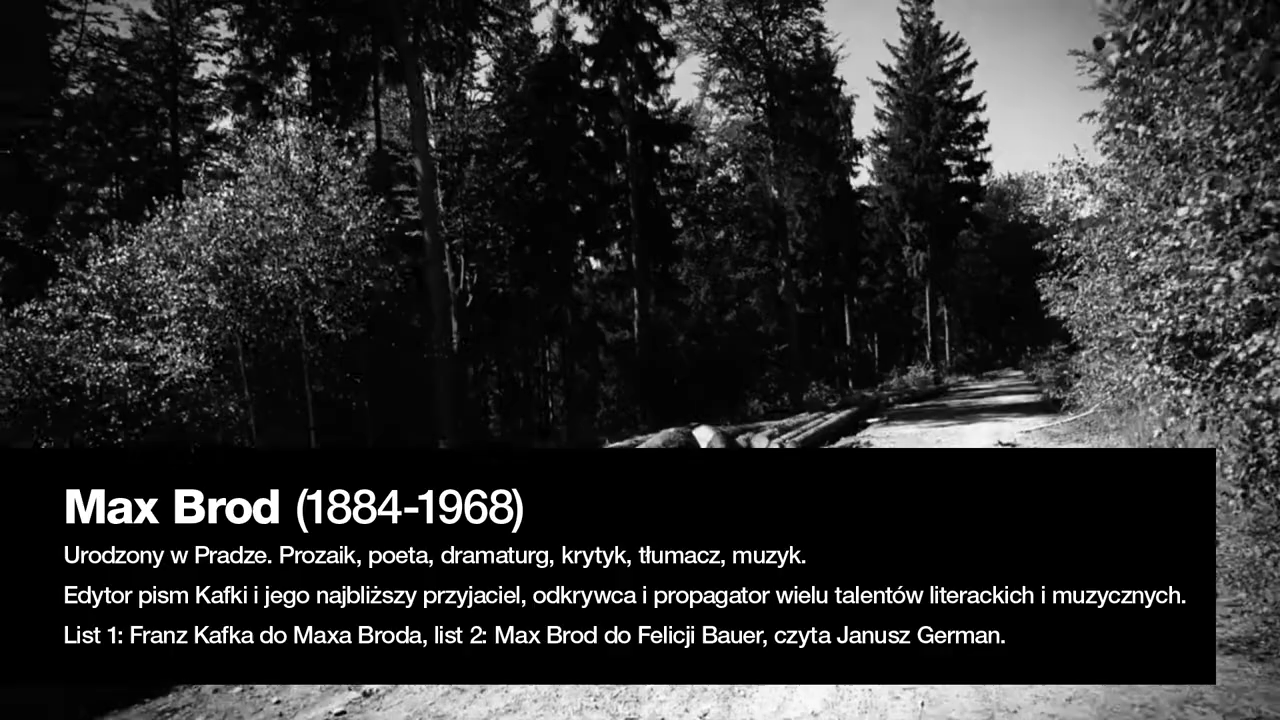 Max Brod (1884-1968)
Urodzony w Pradze. Prozaik, poeta, dramaturg, krytyk, tłumacz, muzyk.
Edytor pism Kafki i jego najbliższy przyjaciel, odkrywca i propagator wielu talentów literackich i muzycznych.
List 1: Franz Kafka do Maxa Broda, list 2: Max Brod do Felicji Bauer, czyta Janusz German.